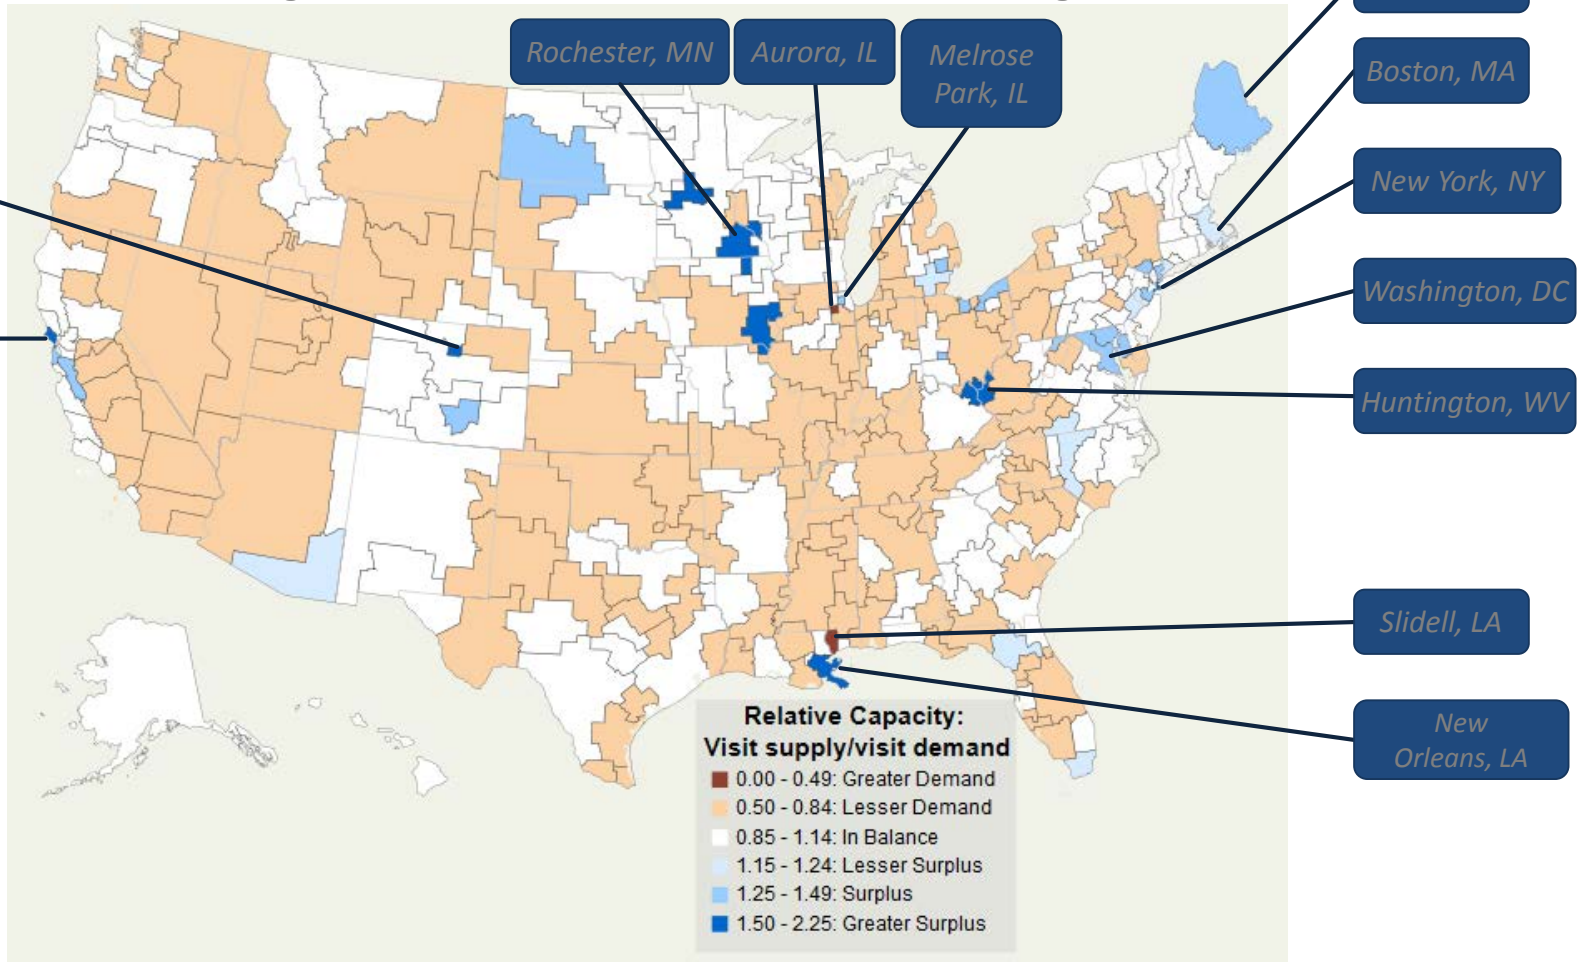 Rochester, MN
Aurora, IL
Melrose
Park, IL
Boston, MA
New York, NY
Washington, DC
Huntington, WV
Slidell, LA
New
Orleans, LA
Relative Capacity:
Visit supply/visit demand
0.00 - 0.49: Greater Demand
0.50 - 0.84: Lesser Demand
0.85 - 1.14: In Balance
1.15 - 1.24: Lesser Surplus
1.25 - 1.49: Surplus
1.50 - 2.25: Greater Surplus